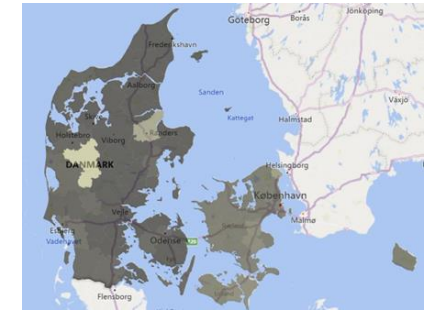 Jönköping
Göteborg
Borås
Frederikshavn
Aalborg
Sanden
Växjö
Kattegat
Halmstad
Holstebro
Viborg
Randers
DANMARK
Helsingborg
København
Vejle
Malmö
Odense
Flensborg